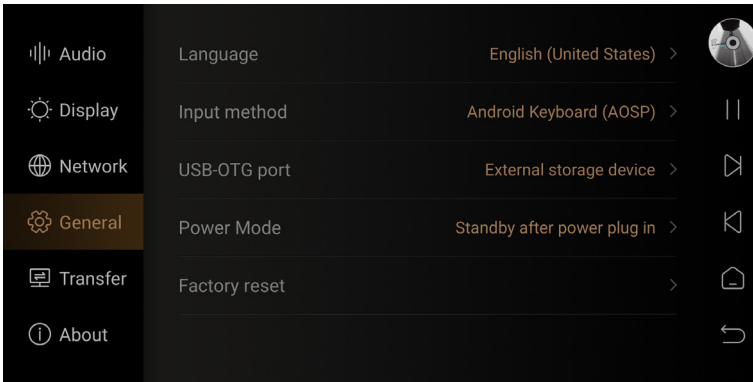 Audio
Display
Network
General
Transfer
About
Language English (United States)
Input method Android Keyboard (AOSP)
USB-OTG port External storage device
Power Mode Standby after power plug in
Factory reset